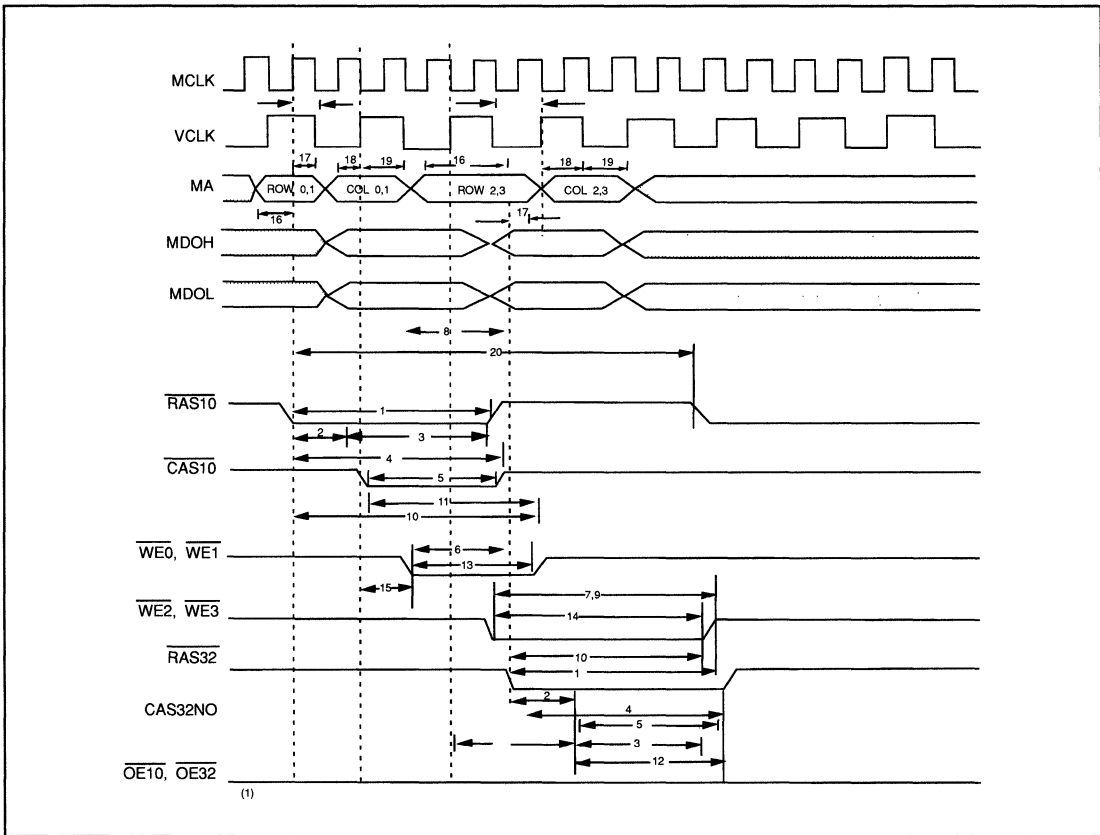 MCLK
VCLK
17 18 19 16 18 19
MA ROW 0,1 COL 0,1 ROW 2,3 COL 2,3
16 17
MDOH
MDOL
8
20
RAS10
1
2 3
4
CAS10
5
11
10
WE0, WE1
6
13
15
7,9
WE2, WE3
14
RAS32
10
1
2
CAS32NO
4
5
3
12
OE10, OE32
(1)